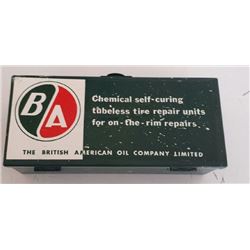 BA
Chemical self-curing
tubeless tire repair units
for on-the-rim repairs
THE BRITISH AMERICAN OIL COMPANY LIMITED